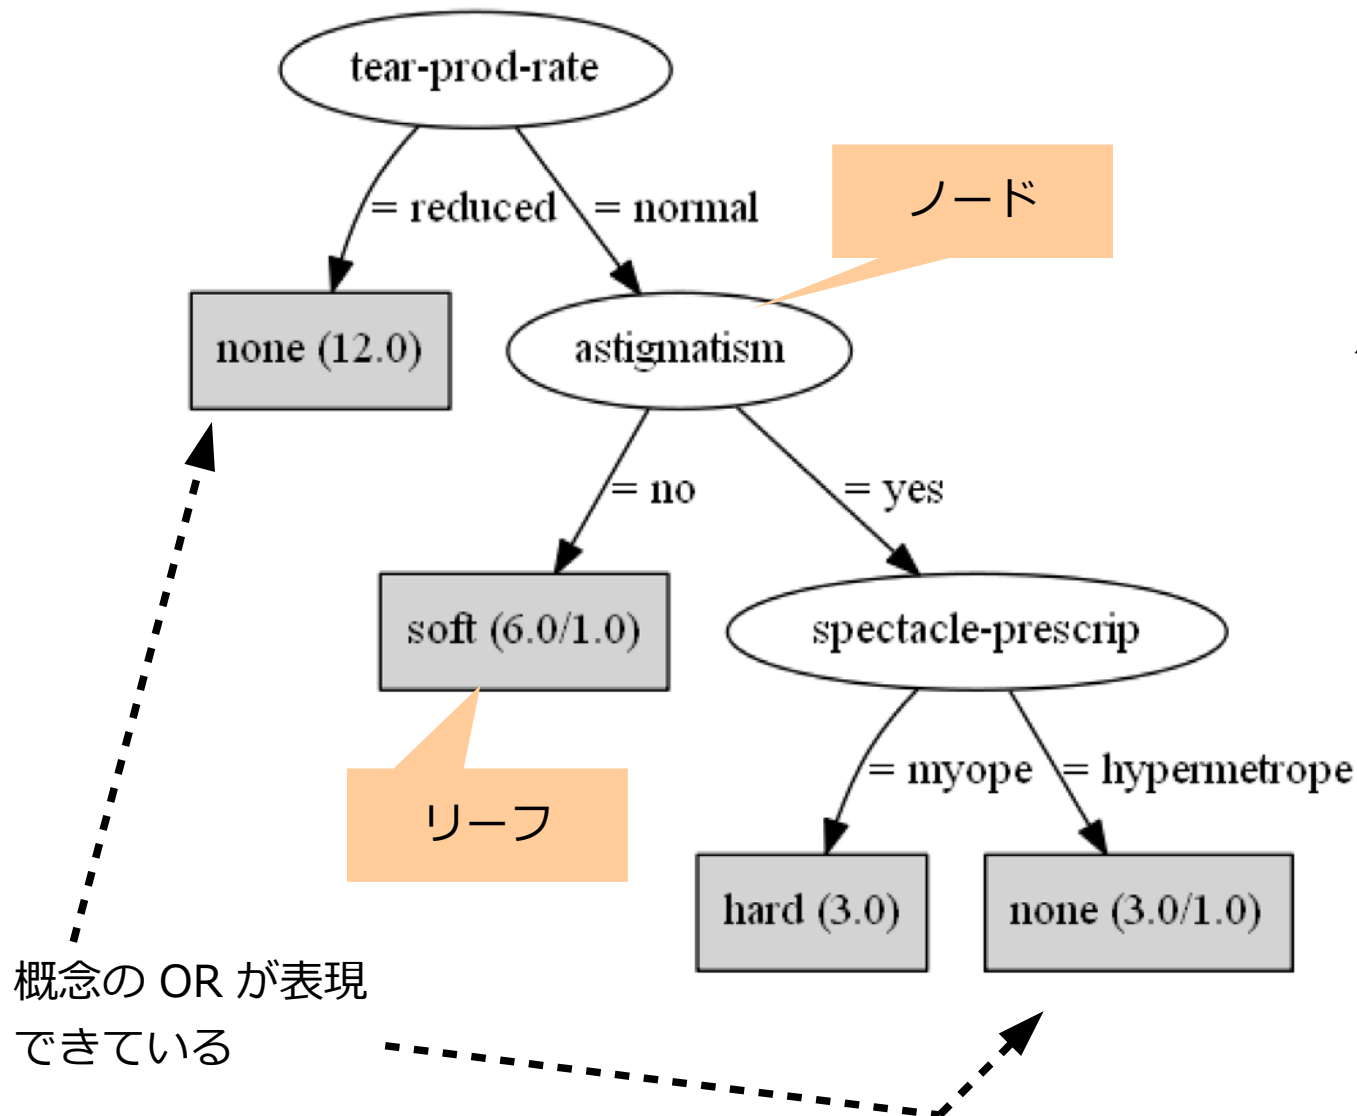 tear-prod-rate
= reduced
= normal
ノード
none (12.0)
astigmatism
= no
= yes
soft (6.0/1.0)
spectacle-prescrip
リーフ
= myope
= hypermetrope
hard (3.0)
none (3.0/1.0)
概念の OR が表現
できている